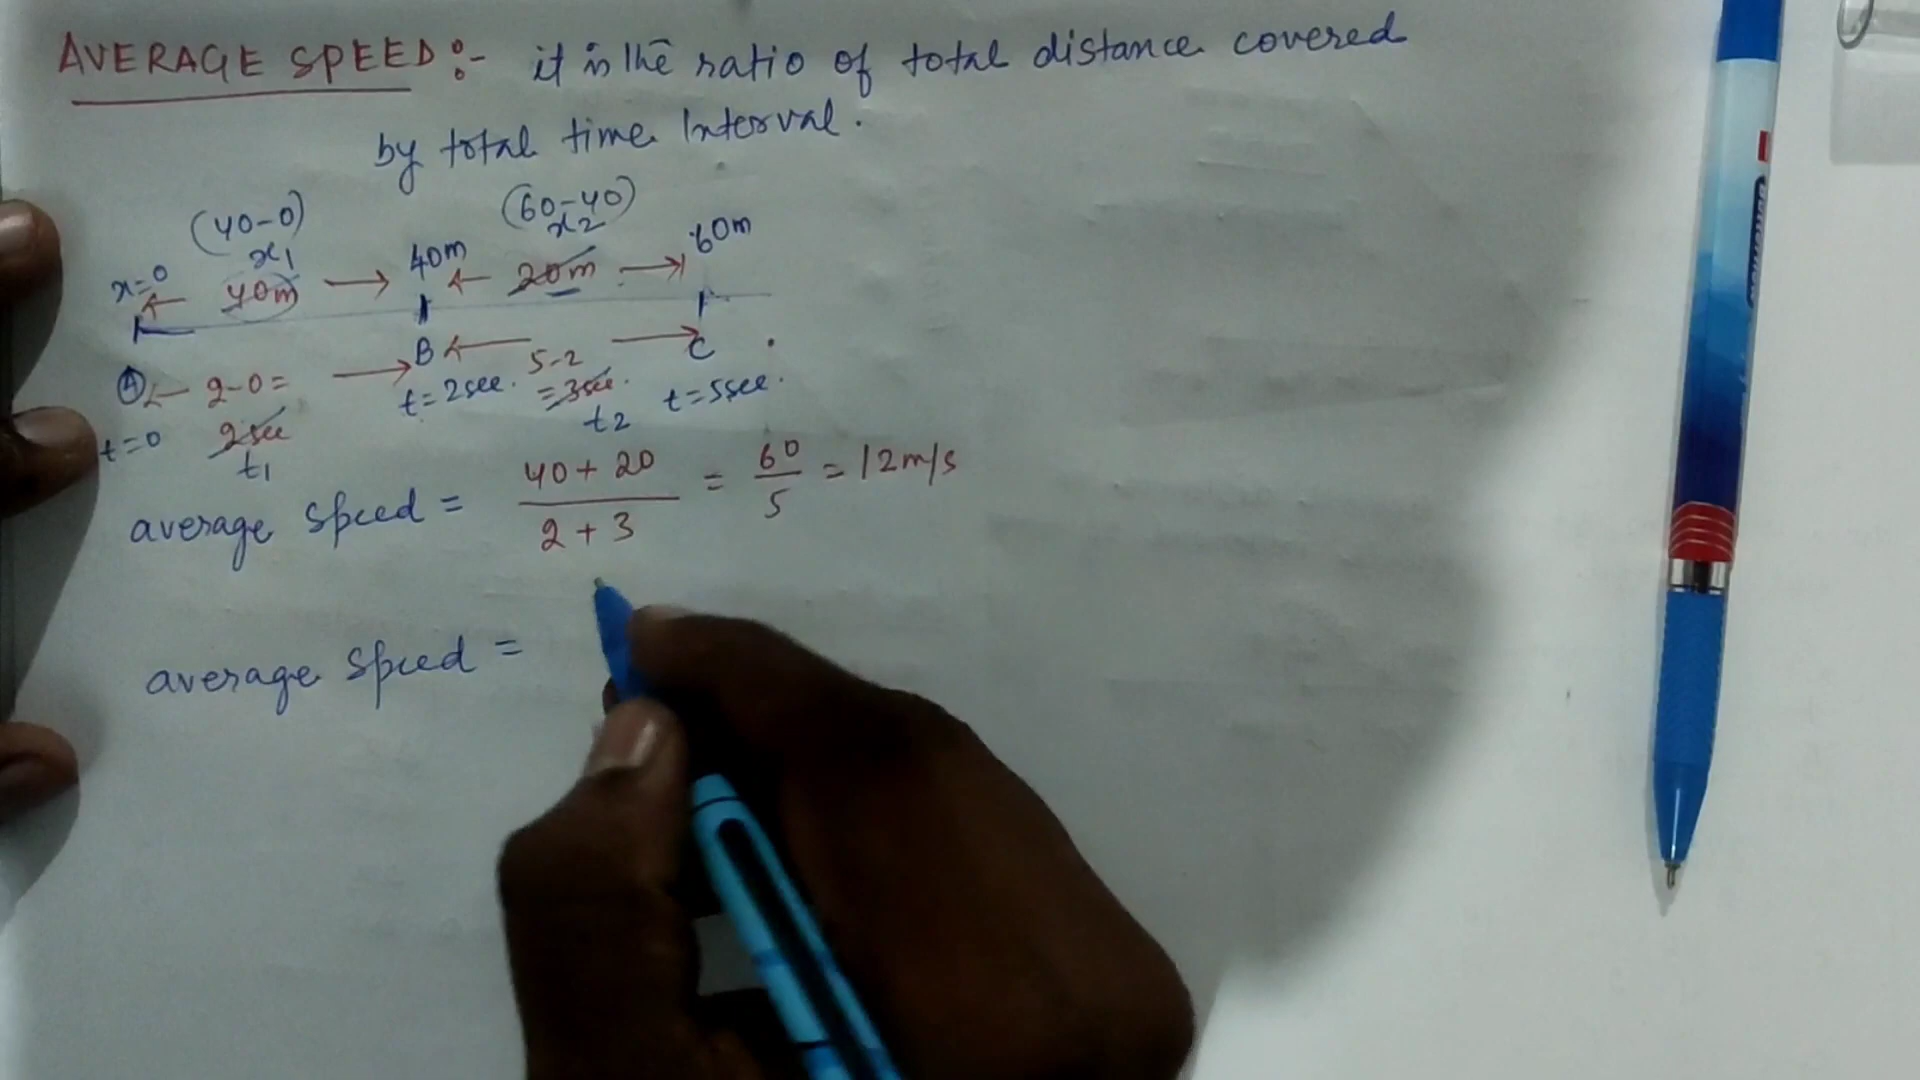 AVERAGE SPEED :- it is the ratio of total distance covered
by total time Interval.
(40-0) (60-40)
x1 x2
x=0 40m 40m 20m 60m
A B C
2-0= 5-2
2sec t=2sec. =3sec. t=5sec.
t=0 t1 t2
average speed = 40 + 20 / 2 + 3 = 60 / 5 = 12m/s
average speed =